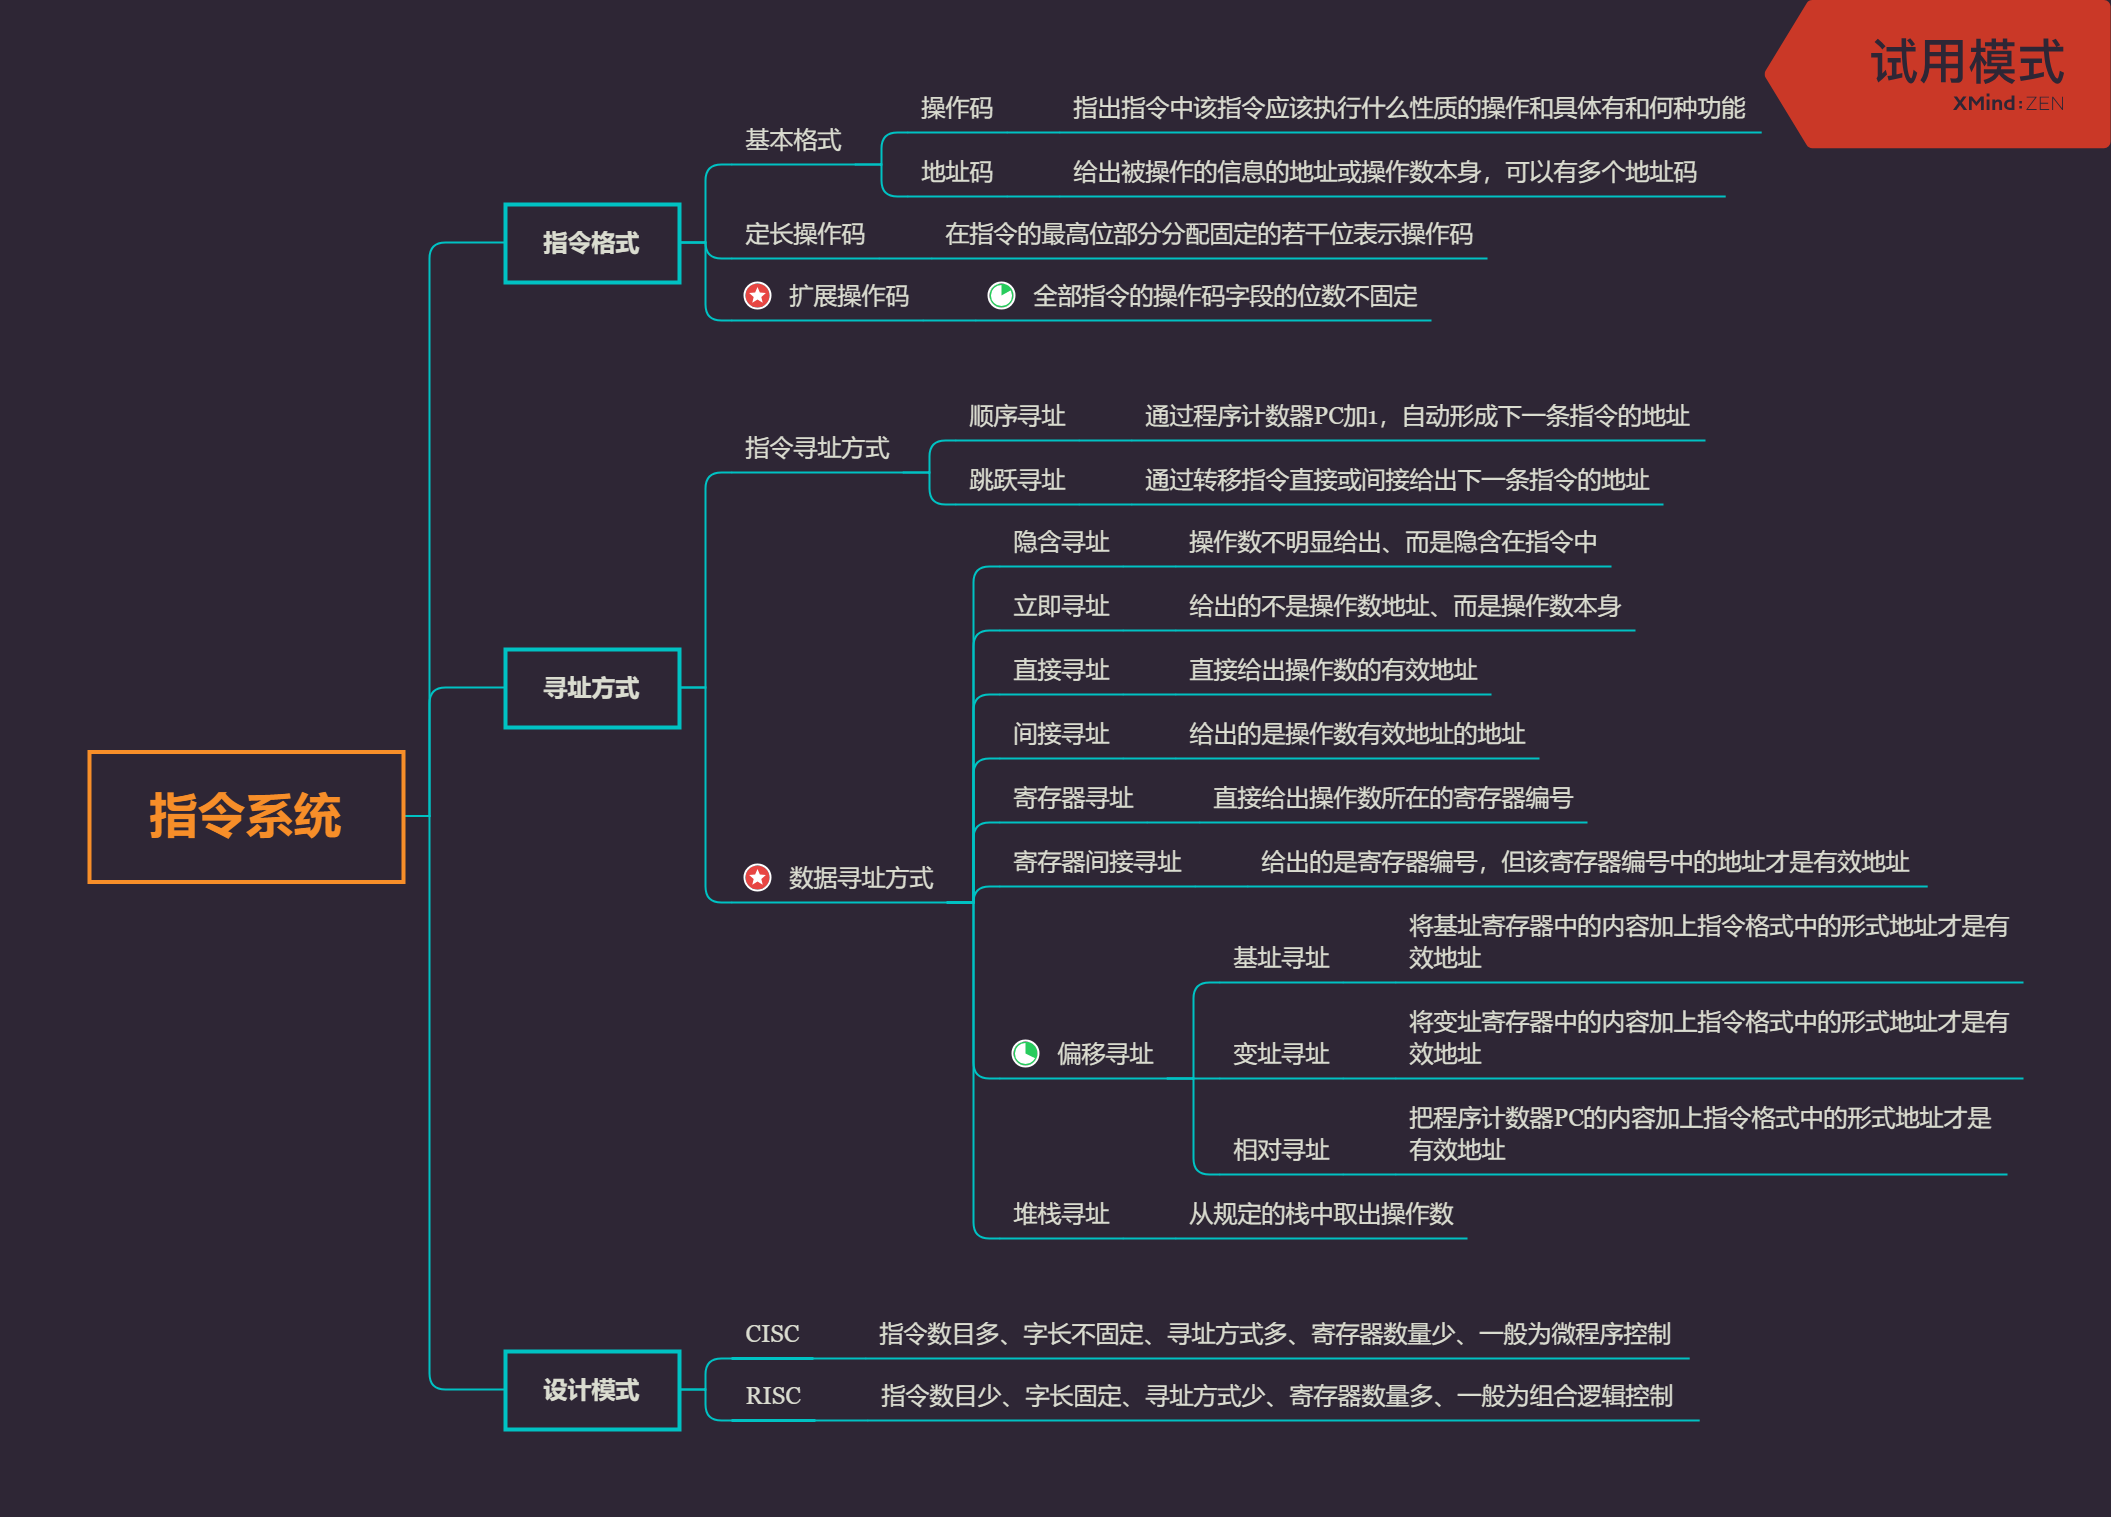 试用模式
XMind:ZEN
指令系统
指令格式
基本格式
操作码
指出指令中该指令应该执行什么性质的操作和具体有和何种功能
地址码
给出被操作的信息的地址或操作数本身，可以有多个地址码
定长操作码
在指令的最高位部分分配固定的若干位表示操作码
扩展操作码
全部指令的操作码字段的位数不固定
寻址方式
指令寻址方式
顺序寻址
通过程序计数器PC加1，自动形成下一条指令的地址
跳跃寻址
通过转移指令直接或间接给出下一条指令的地址
数据寻址方式
隐含寻址
操作数不明显给出、而是隐含在指令中
立即寻址
给出的不是操作数地址、而是操作数本身
直接寻址
直接给出操作数的有效地址
间接寻址
给出的是操作数有效地址的地址
寄存器寻址
直接给出操作数所在的寄存器编号
寄存器间接寻址
给出的是寄存器编号，但该寄存器编号中的地址才是有效地址
偏移寻址
基址寻址
将基址寄存器中的内容加上指令格式中的形式地址才是有
效地址
变址寻址
将变址寄存器中的内容加上指令格式中的形式地址才是有
效地址
相对寻址
把程序计数器PC的内容加上指令格式中的形式地址才是
有效地址
堆栈寻址
从规定的栈中取出操作数
设计模式
CISC
指令数目多、字长不固定、寻址方式多、寄存器数量少、一般为微程序控制
RISC
指令数目少、字长固定、寻址方式少、寄存器数量多、一般为组合逻辑控制